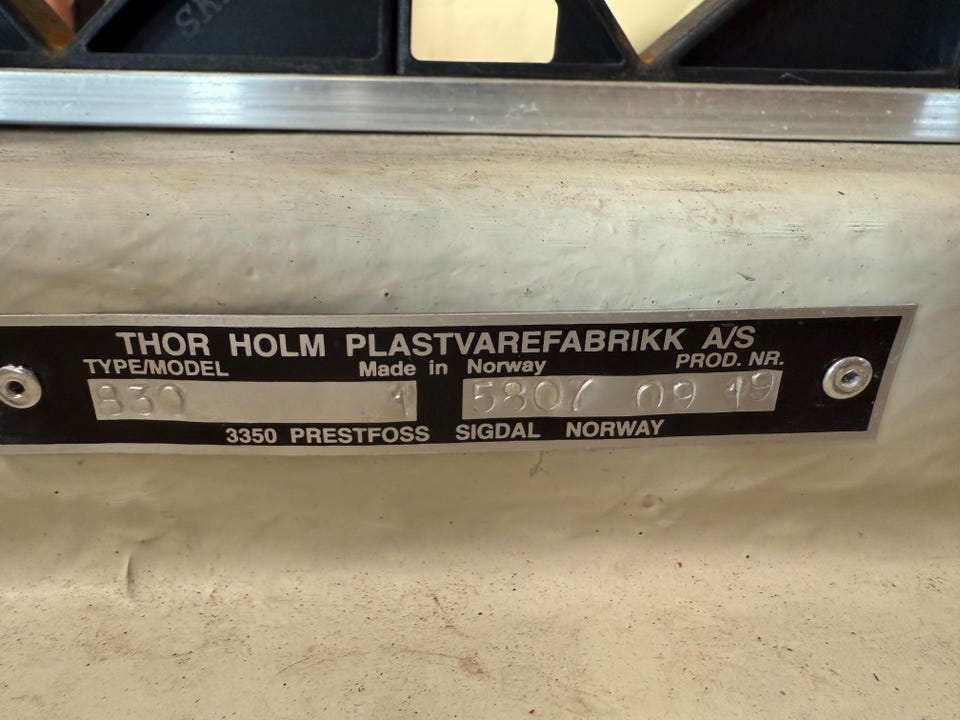 THOR HOLM PLASTVAREFABRIKK A/S
TYPE/MODEL Made in Norway PROD. NR.
830 1 5807 09 19
3350 PRESTFOSS SIGDAL NORWAY